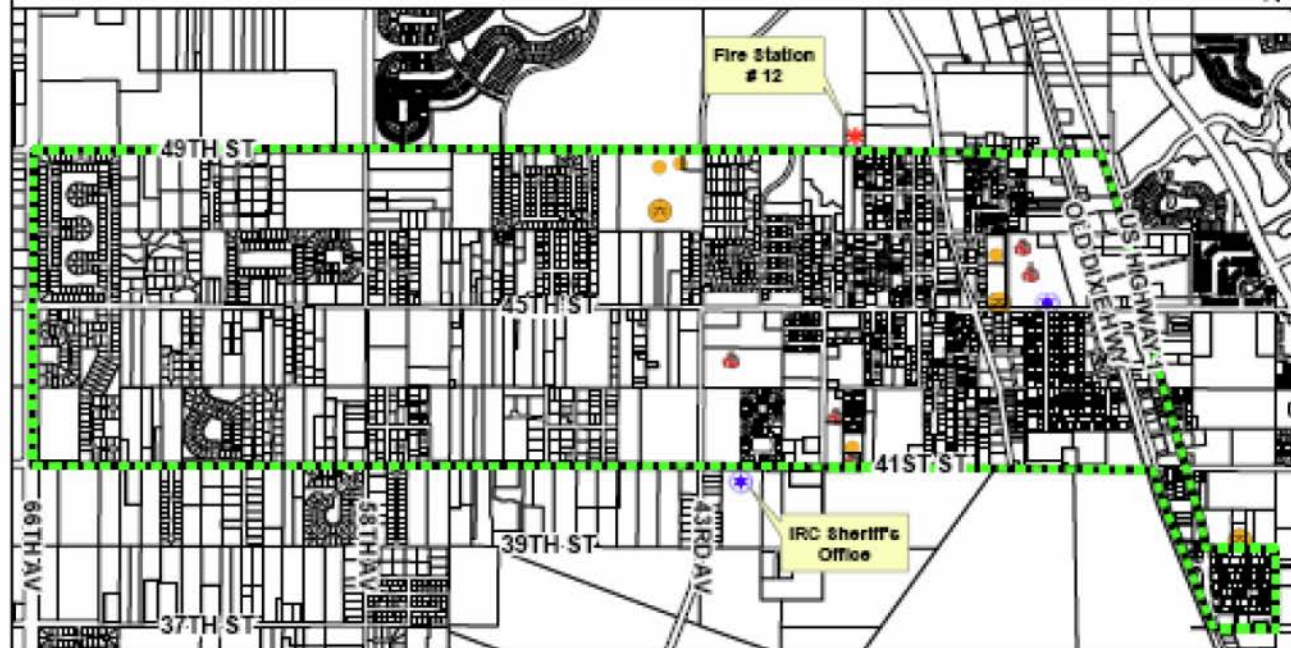 Fire Station
# 12
49TH ST
OLD DIXIE HWY
US HIGHWAY 1
45TH ST
41ST ST
66TH AV
58TH AV
39TH ST
43RD AV
IRC Sheriff's
Office
37TH ST